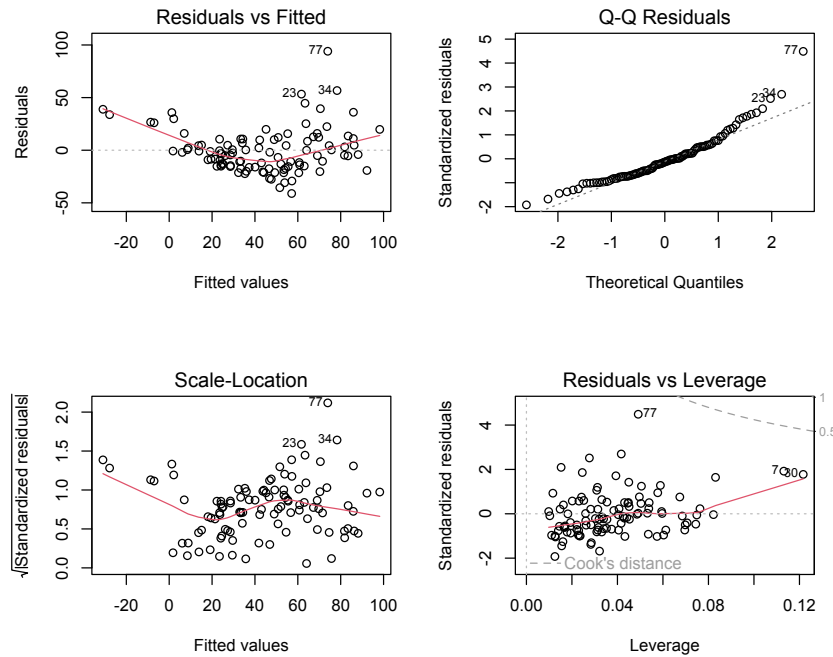 Residuals vs Fitted
Residuals
100
50
0
-50
77
23
34
-20 0 20 40 60 80 100
Fitted values
Q-Q Residuals
Standardized residuals
5
4
3
2
1
0
-2
77
34
23
-2 -1 0 1 2
Theoretical Quantiles
Scale-Location
√|Standardized residuals|
2.0
1.5
1.0
0.5
0.0
77
23
34
-20 0 20 40 60 80 100
Fitted values
Residuals vs Leverage
Standardized residuals
4
2
0
-2
77
7
30
1
0.5
Cook's distance
0.00 0.04 0.08 0.12
Leverage